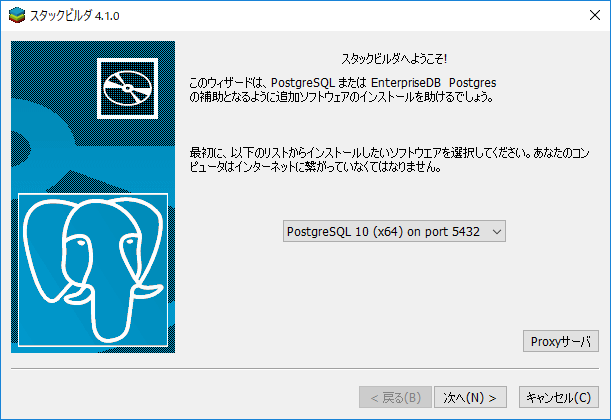 スタックビルダ 4.1.0
スタックビルダへようこそ!
このウィザードは、PostgreSQL または EnterpriseDB Postgres
の補助となるように追加ソフトウェアのインストールを助けるでしょう。
最初に、以下のリストからインストールしたいソフトウエアを選択してください。あなたのコン
ピュータはインターネットに繋がっていなくてはなりません。
PostgreSQL 10 (x64) on port 5432
Proxyサーバ
< 戻る(B)
次へ(N) >
キャンセル(C)